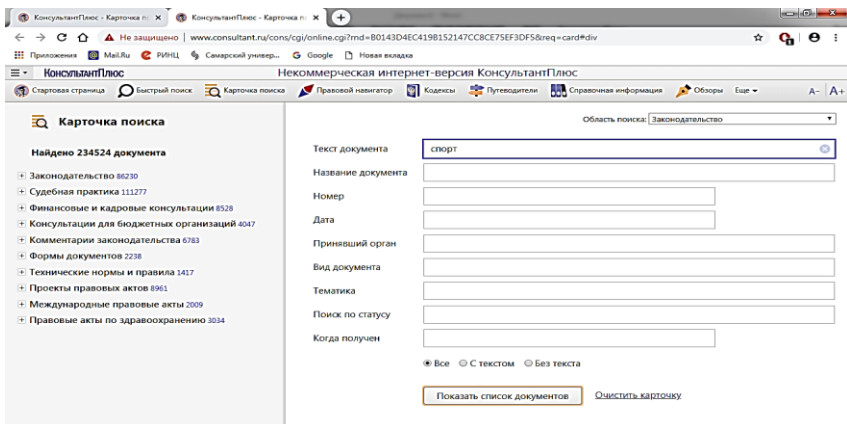 КонсультантПлюс - Карточка по
КонсультантПлюс - Карточка по
Не защищено | www.consultant.ru/cons/cgi/online.cgi?rnd=B0143D4EC419B152147CC8CE75EF3DF5&req=card#div
Приложения Mail.Ru РИНЦ Самарский универ... Google Новая вкладка
КонсультантПлюс Некоммерческая интернет-версия КонсультантПлюс
Стартовая страница Быстрый поиск Карточка поиска Правовой навигатор Кодексы Путеводители Справочная информация Обзоры Еще A- A+
Карточка поиска
Область поиска: Законодательство
Найдено 234524 документа
Законодательство 86230
Судебная практика 111277
Финансовые и кадровые консультации 8528
Консультации для бюджетных организаций 4047
Комментарии законодательства 6783
Формы документов 2238
Технические нормы и правила 1417
Проекты правовых актов 8961
Международные правовые акты 2009
Правовые акты по здравоохранению 3034
Текст документа спорт
Название документа
Номер
Дата
Принявший орган
Вид документа
Тематика
Поиск по статусу
Когда получен
Все С текстом Без текста
Показать список документов Очистить карточку